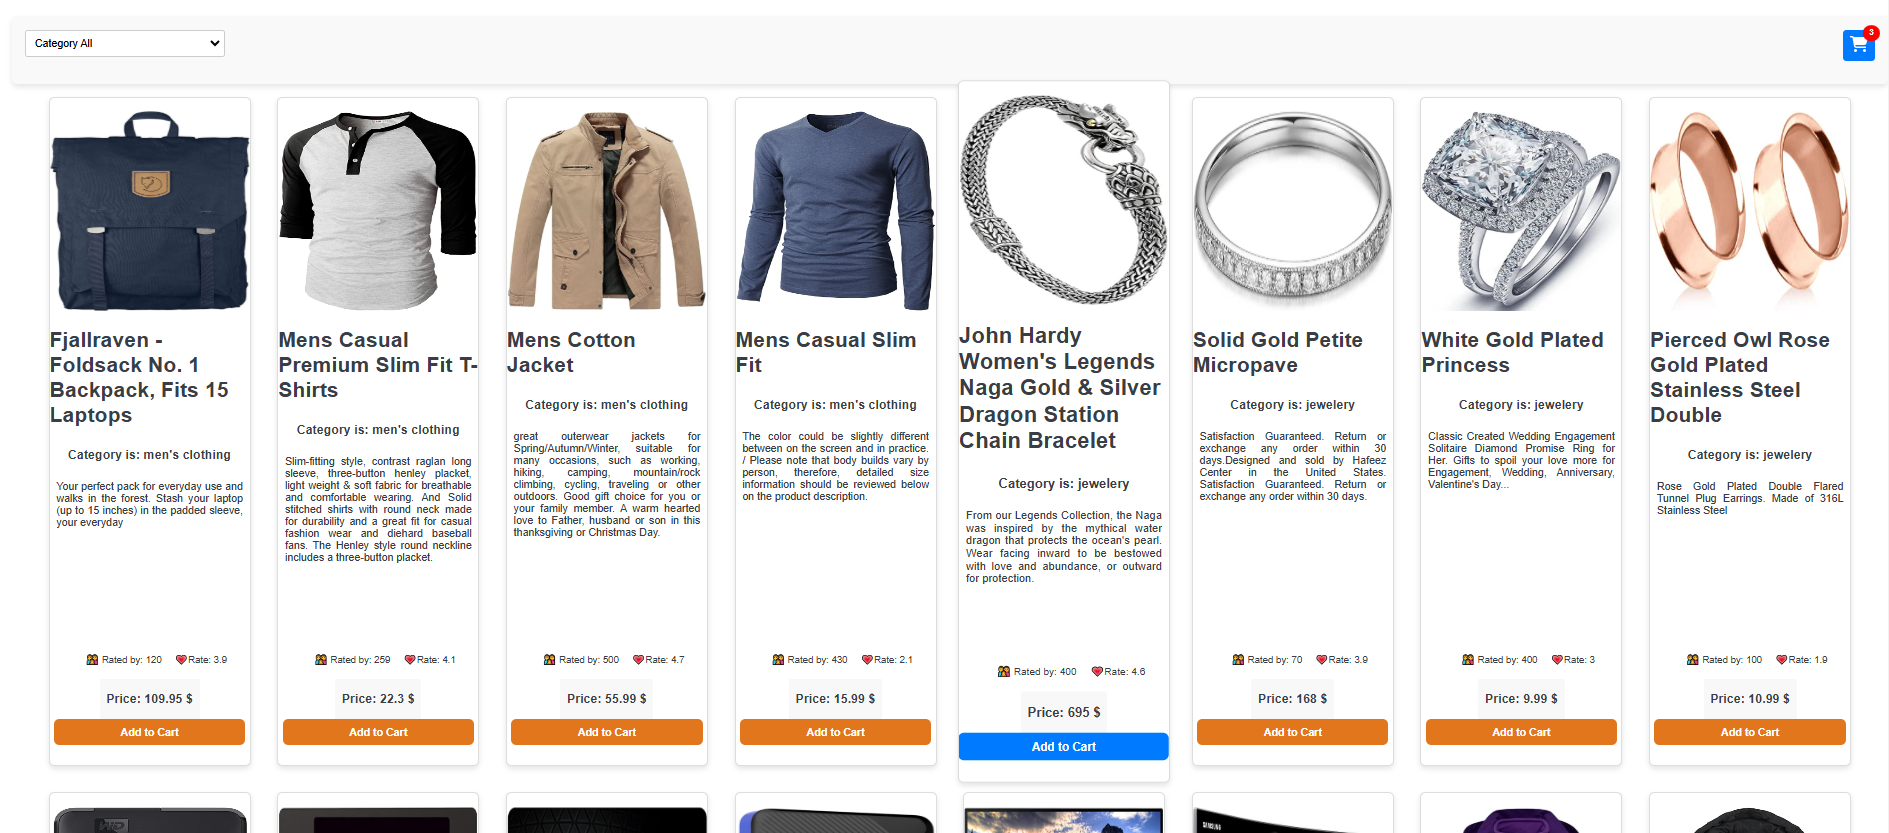 Category All
3
Fjallraven -
Foldsack No. 1
Backpack, Fits 15
Laptops
Category is: men's clothing
Your perfect pack for everyday use and
walks in the forest. Stash your laptop
(up to 15 inches) in the padded sleeve,
your everyday
Rated by: 120 Rate: 3.9
Price: 109.95 $
Add to Cart
Mens Casual
Premium Slim Fit T-
Shirts
Category is: men's clothing
Slim-fitting style, contrast raglan long
sleeve, three-button henley placket,
light weight & soft fabric for breathable
and comfortable wearing. And Solid
stitched shirts with round neck made
for durability and a great fit for casual
fashion wear and diehard baseball
fans. The Henley style round neckline
includes a three-button placket.
Rated by: 259 Rate: 4.1
Price: 22.3 $
Add to Cart
Mens Cotton
Jacket
Category is: men's clothing
great outerwear jackets for
Spring/Autumn/Winter, suitable for
many occasions, such as working,
hiking, camping, mountain/rock
climbing, cycling, traveling or other
outdoors. Good gift choice for you or
your family member. A warm hearted
love to Father, husband or son in this
thanksgiving or Christmas Day.
Rated by: 500 Rate: 4.7
Price: 55.99 $
Add to Cart
Mens Casual Slim
Fit
Category is: men's clothing
The color could be slightly different
between on the screen and in practice.
/ Please note that body builds vary by
person, therefore, detailed size
information should be reviewed below
on the product description.
Rated by: 430 Rate: 2.1
Price: 15.99 $
Add to Cart
John Hardy
Women's Legends
Naga Gold & Silver
Dragon Station
Chain Bracelet
Category is: jewelery
From our Legends Collection, the Naga
was inspired by the mythical water
dragon that protects the ocean's pearl.
Wear facing inward to be bestowed
with love and abundance, or outward
for protection.
Rated by: 400 Rate: 4.6
Price: 695 $
Add to Cart
Solid Gold Petite
Micropave
Category is: jewelery
Satisfaction Guaranteed. Return or
exchange any order within 30
days.Designed and sold by Hafeez
Center in the United States.
Satisfaction Guaranteed. Return or
exchange any order within 30 days.
Rated by: 70 Rate: 3.9
Price: 168 $
Add to Cart
White Gold Plated
Princess
Category is: jewelery
Classic Created Wedding Engagement
Solitaire Diamond Promise Ring for
Her. Gifts to spoil your love more for
Engagement, Wedding, Anniversary,
Valentine's Day...
Rated by: 400 Rate: 3
Price: 9.99 $
Add to Cart
Pierced Owl Rose
Gold Plated
Stainless Steel
Double
Category is: jewelery
Rose Gold Plated Double Flared
Tunnel Plug Earrings. Made of 316L
Stainless Steel
Rated by: 100 Rate: 1.9
Price: 10.99 $
Add to Cart
WD
SAMSUNG